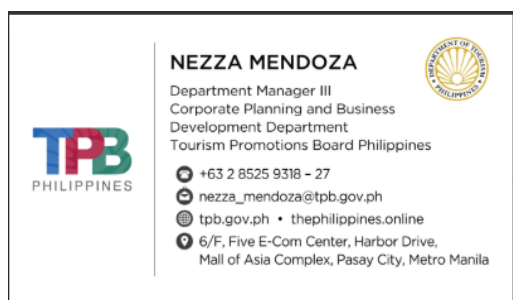 TPB
PHILIPPINES
NEZZA MENDOZA
DEPARTMENT OF TOURISM
PHILIPPINES
Department Manager III
Corporate Planning and Business
Development Department
Tourism Promotions Board Philippines
+63 2 8525 9318 – 27
nezza_mendoza@tpb.gov.ph
tpb.gov.ph • thephilippines.online
6/F, Five E-Com Center, Harbor Drive,
Mall of Asia Complex, Pasay City, Metro Manila